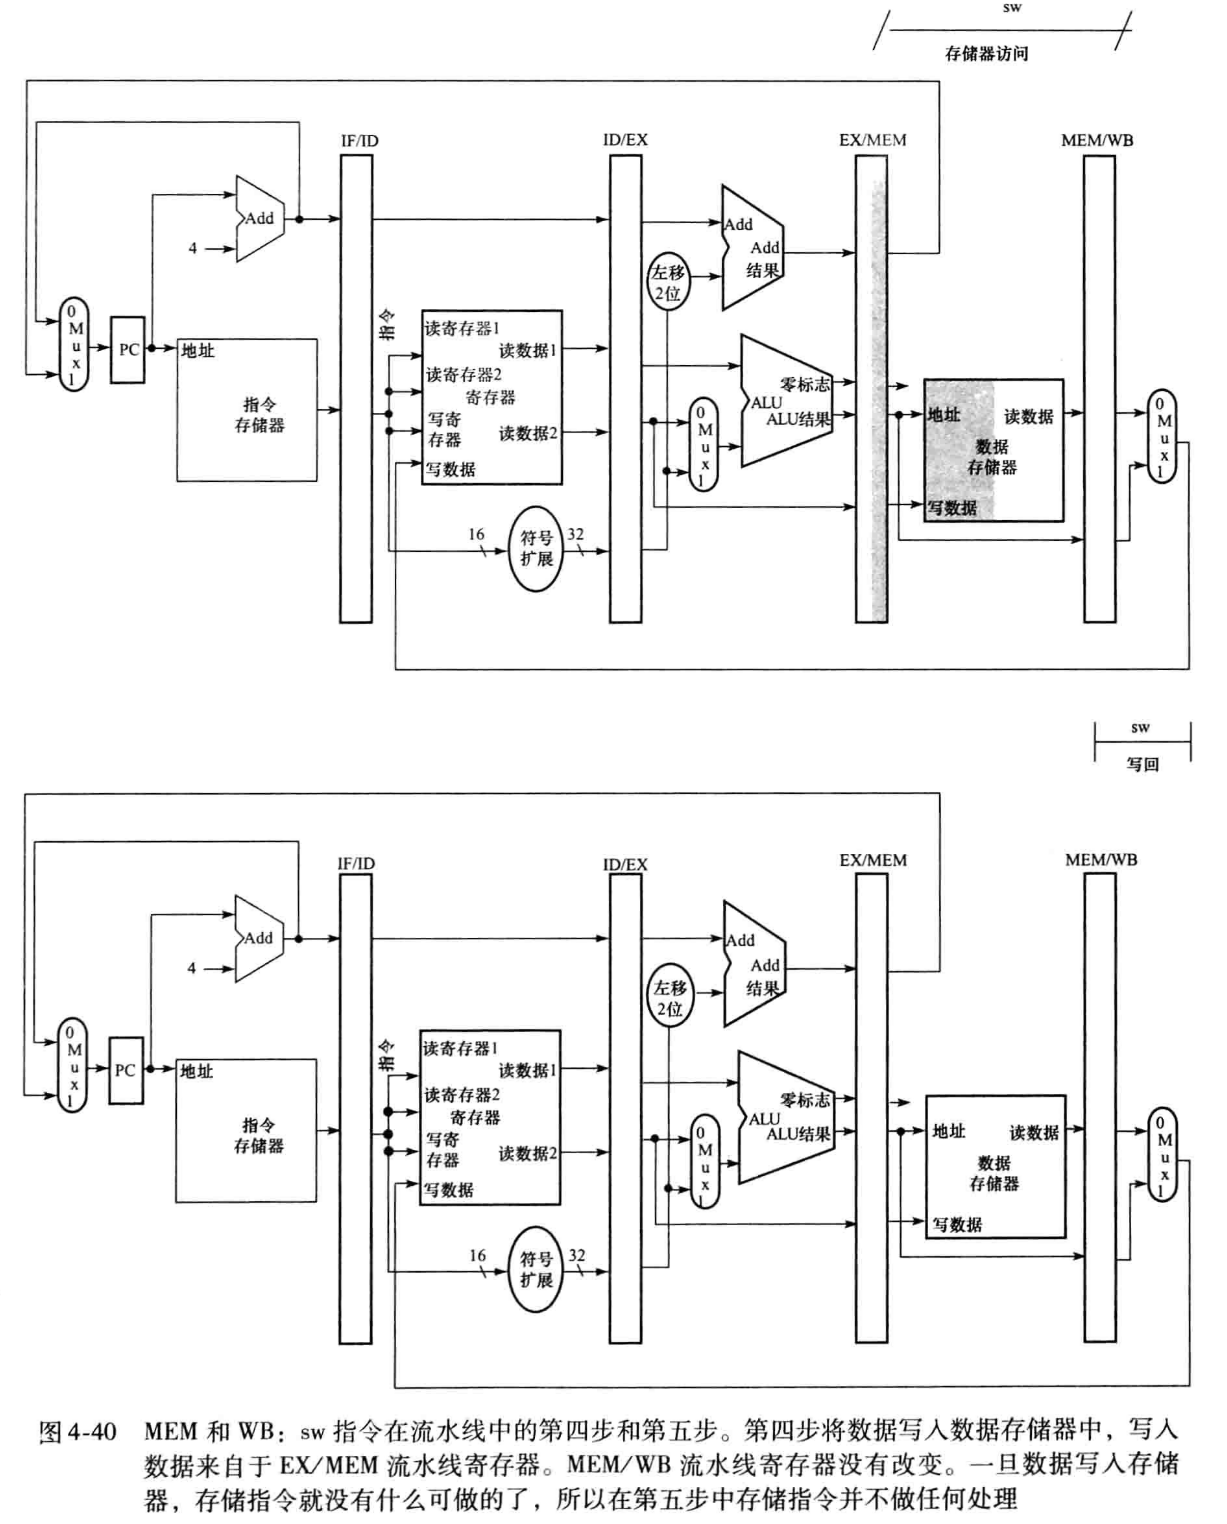 sw
存储器访问
IF/ID
ID/EX
EX/MEM
MEM/WB
Add
4
Add
Add
结果
左移
2位
0
M
u
x
1
PC
地址
指令
存储器
指令
读寄存器1
读数据1
读寄存器2
寄存器
写寄
存器
读数据2
写数据
0
M
u
x
1
零标志
ALU
ALU结果
地址
读数据
数据
存储器
写数据
0
M
u
x
1
16
符号
扩展
32
sw
写回
IF/ID
ID/EX
EX/MEM
MEM/WB
Add
4
Add
Add
结果
左移
2位
0
M
u
x
1
PC
地址
指令
存储器
指令
读寄存器1
读数据1
读寄存器2
寄存器
写寄
存器
读数据2
写数据
0
M
u
x
1
零标志
ALU
ALU结果
地址
读数据
数据
存储器
写数据
0
M
u
x
1
16
符号
扩展
32
图 4-40 MEM 和 WB：sw 指令在流水线中的第四步和第五步。第四步将数据写入数据存储器中，写入
数据来自于 EX/MEM 流水线寄存器。MEM/WB 流水线寄存器没有改变。一旦数据写入存储
器，存储指令就没有什么可做的了，所以在第五步中存储指令并不做任何处理